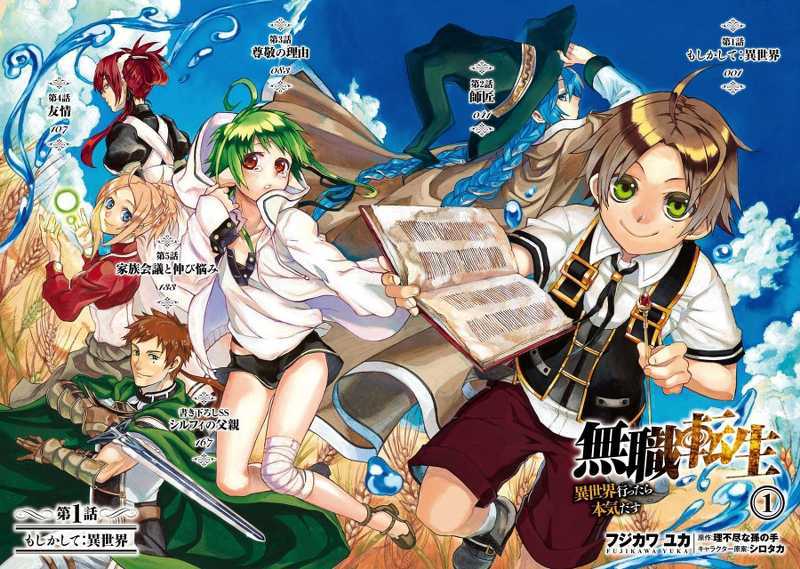 第1話
もしかして:異世界
001
第2話
師匠
041
第3話
尊敬の理由
083
第4話
友情
107
第5話
家族会議と伸び悩み
133
書き下ろしSS
シルフィの父親
167
第1話
もしかして:異世界
無職転生
異世界行ったら
本気だす
1
フジカワ ユカ
FUJIKAWA YUKA
原作:理不尽な孫の手
キャラクター原案:シロタカ